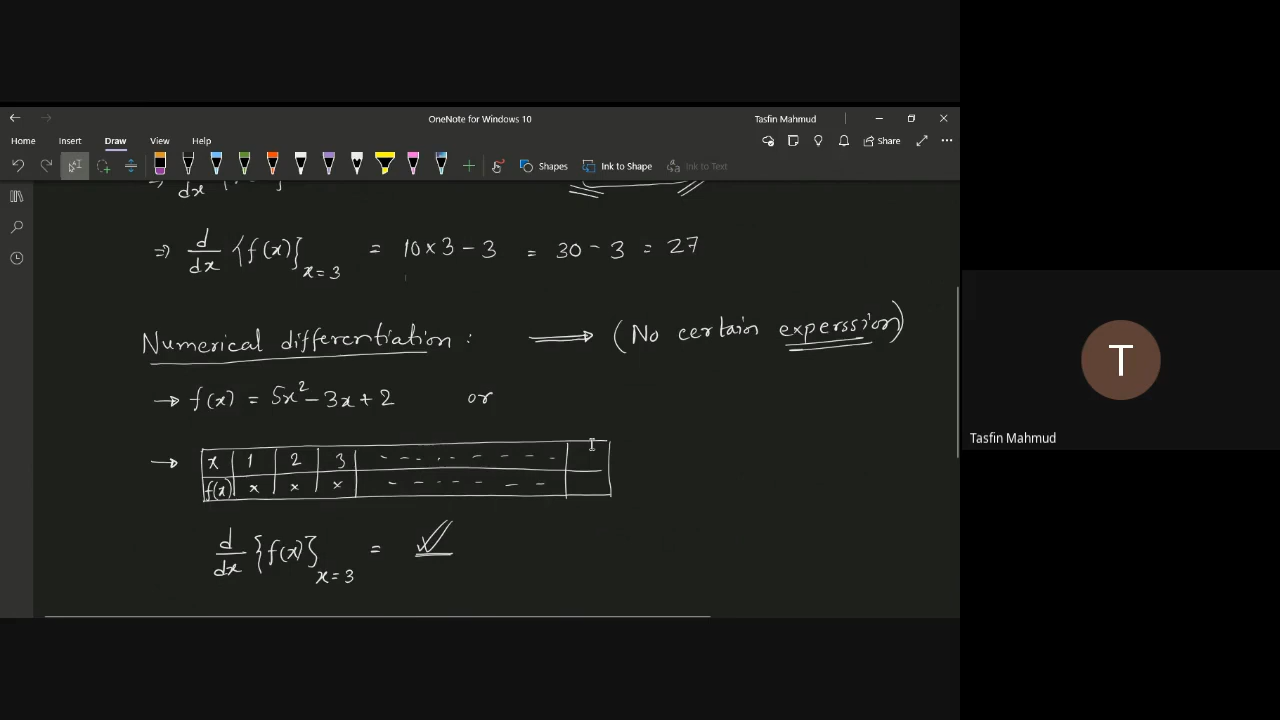 OneNote for Windows 10
Tasfin Mahmud
Home Insert Draw View Help
Share
Shapes Ink to Shape Ink to Text
⇒ d/dx {f(x)} x=3 = 10×3-3 = 30-3 = 27
Numerical differentiation : ⟹ (No certain experssion)
→ f(x) = 5x²-3x+2 or
→ x 1 2 3 - - - - - - - - -
f(x) x x x - - - - - - -
d/dx {f(x)} x=3 = ✓
T
Tasfin Mahmud